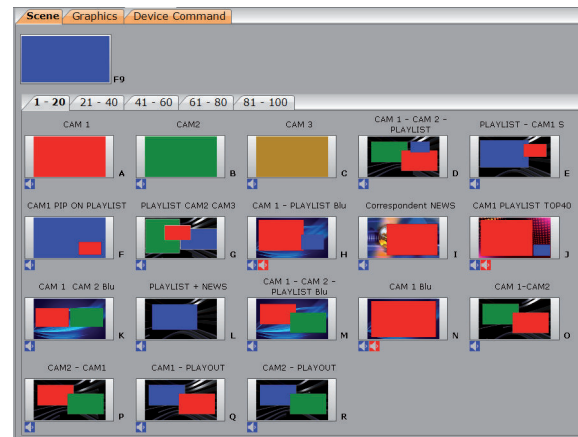 Scene Graphics Device Command
F9
1 - 20 21 - 40 41 - 60 61 - 80 81 - 100
CAM 1
A
CAM2
B
CAM 3
C
CAM 1 - CAM 2 -
PLAYLIST
D
PLAYLIST - CAM1 S
E
CAM1 PIP ON PLAYLIST
F
PLAYLIST CAM2 CAM3
G
CAM 1 - PLAYLIST Blu
H
Correspondent NEWS
I
CAM1 PLAYLIST TOP40
J
CAM 1 CAM 2 Blu
K
PLAYLIST + NEWS
L
CAM 1 - CAM 2 -
PLAYLIST Blu
M
CAM 1 Blu
N
CAM 1-CAM2
O
CAM2 - CAM1
P
CAM1 - PLAYOUT
Q
CAM2 - PLAYOUT
R